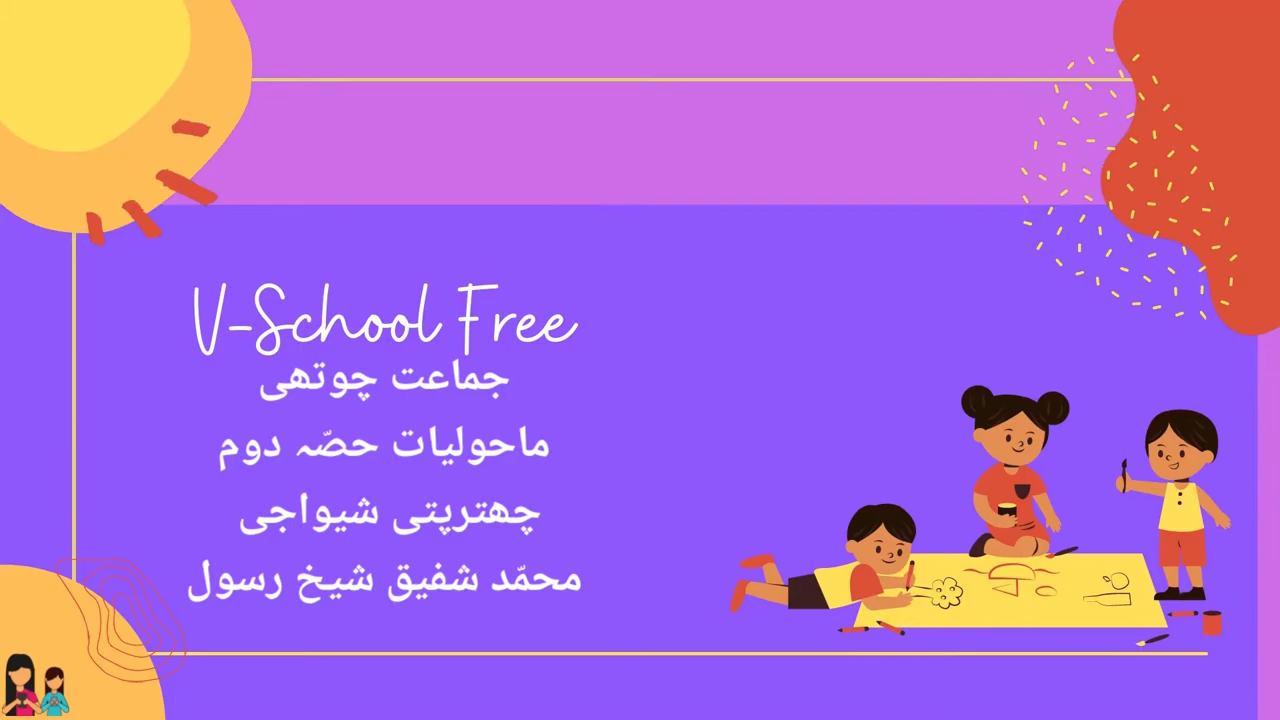 V-School Free
جماعت چوتھی
ماحولیات حصّہ دوم
چھترپتی شیواجی
محمّد شفیق شیخ رسول